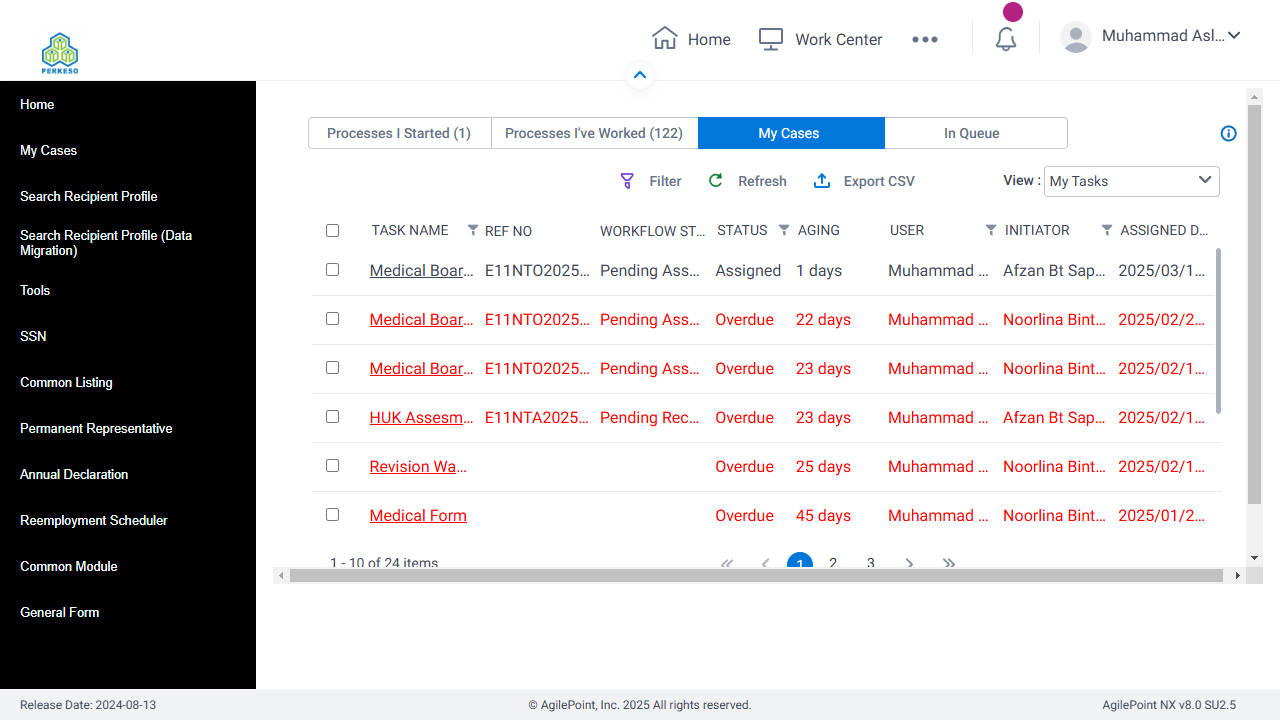 PERKESO
Home
Work Center
Muhammad Asl...
Home
My Cases
Search Recipient Profile
Search Recipient Profile (Data
Migration)
Tools
SSN
Common Listing
Permanent Representative
Annual Declaration
Reemployment Scheduler
Common Module
General Form
Processes I Started (1) Processes I've Worked (122) My Cases In Queue
Filter Refresh Export CSV View : My Tasks
TASK NAME REF NO WORKFLOW ST... STATUS AGING USER INITIATOR ASSIGNED D...
Medical Boar... E11NTO2025... Pending Ass... Assigned 1 days Muhammad ... Afzan Bt Sap... 2025/03/1...
Medical Boar... E11NTO2025... Pending Ass... Overdue 22 days Muhammad ... Noorlina Bint... 2025/02/2...
Medical Boar... E11NTO2025... Pending Ass... Overdue 23 days Muhammad ... Noorlina Bint... 2025/02/1...
HUK Assesm... E11NTA2025... Pending Rec... Overdue 23 days Muhammad ... Afzan Bt Sap... 2025/02/1...
Revision Wa... Overdue 25 days Muhammad ... Noorlina Bint... 2025/02/1...
Medical Form Overdue 45 days Muhammad ... Noorlina Bint... 2025/01/2...
1 - 10 of 24 items 1 2 3
Release Date: 2024-08-13 © AgilePoint, Inc. 2025 All rights reserved. AgilePoint NX v8.0 SU2.5